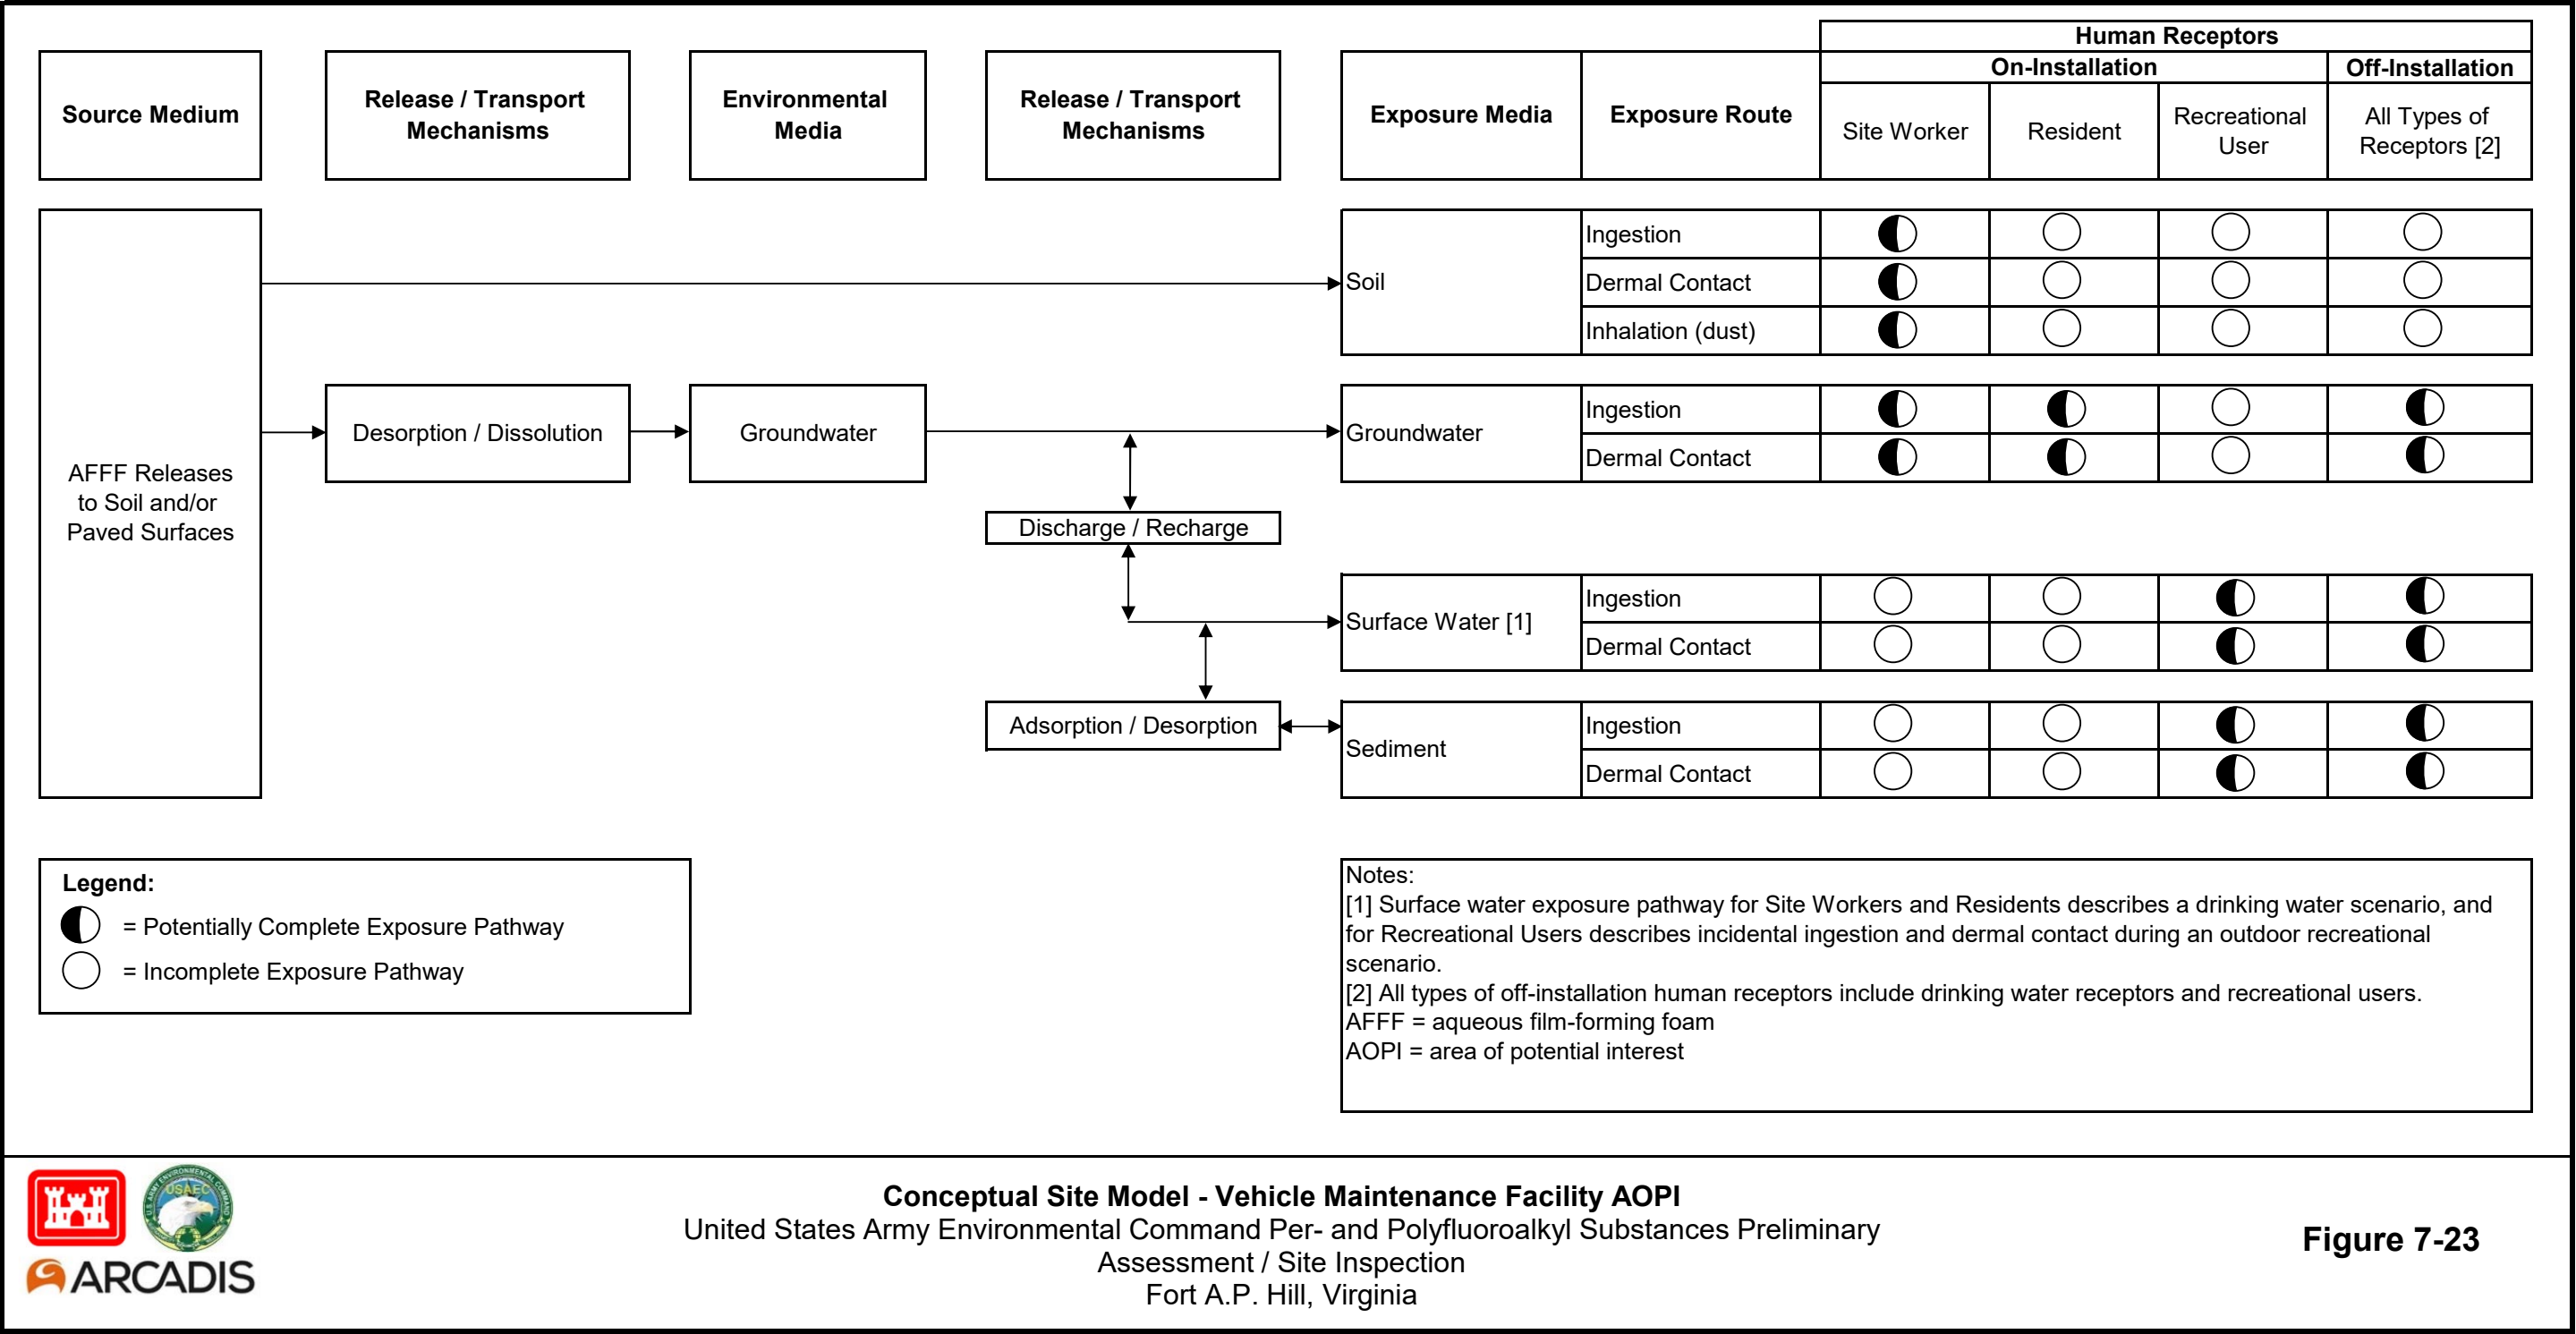 Human Receptors
On-Installation
Off-Installation
Source Medium
Release / Transport
Mechanisms
Environmental
Media
Release / Transport
Mechanisms
Exposure Media
Exposure Route
Site Worker
Resident
Recreational
User
All Types of
Receptors [2]
AFFF Releases
to Soil and/or
Paved Surfaces
Soil
Ingestion
Dermal Contact
Inhalation (dust)
Desorption / Dissolution
Groundwater
Groundwater
Ingestion
Dermal Contact
Discharge / Recharge
Surface Water [1]
Ingestion
Dermal Contact
Adsorption / Desorption
Sediment
Ingestion
Dermal Contact
Legend:
= Potentially Complete Exposure Pathway
= Incomplete Exposure Pathway
Notes:
[1] Surface water exposure pathway for Site Workers and Residents describes a drinking water scenario, and
for Recreational Users describes incidental ingestion and dermal contact during an outdoor recreational
scenario.
[2] All types of off-installation human receptors include drinking water receptors and recreational users.
AFFF = aqueous film-forming foam
AOPI = area of potential interest
U.S. ARMY ENVIRONMENTAL COMMAND
USAEC
ARCADIS
Conceptual Site Model - Vehicle Maintenance Facility AOPI
United States Army Environmental Command Per- and Polyfluoroalkyl Substances Preliminary
Assessment / Site Inspection
Fort A.P. Hill, Virginia
Figure 7-23